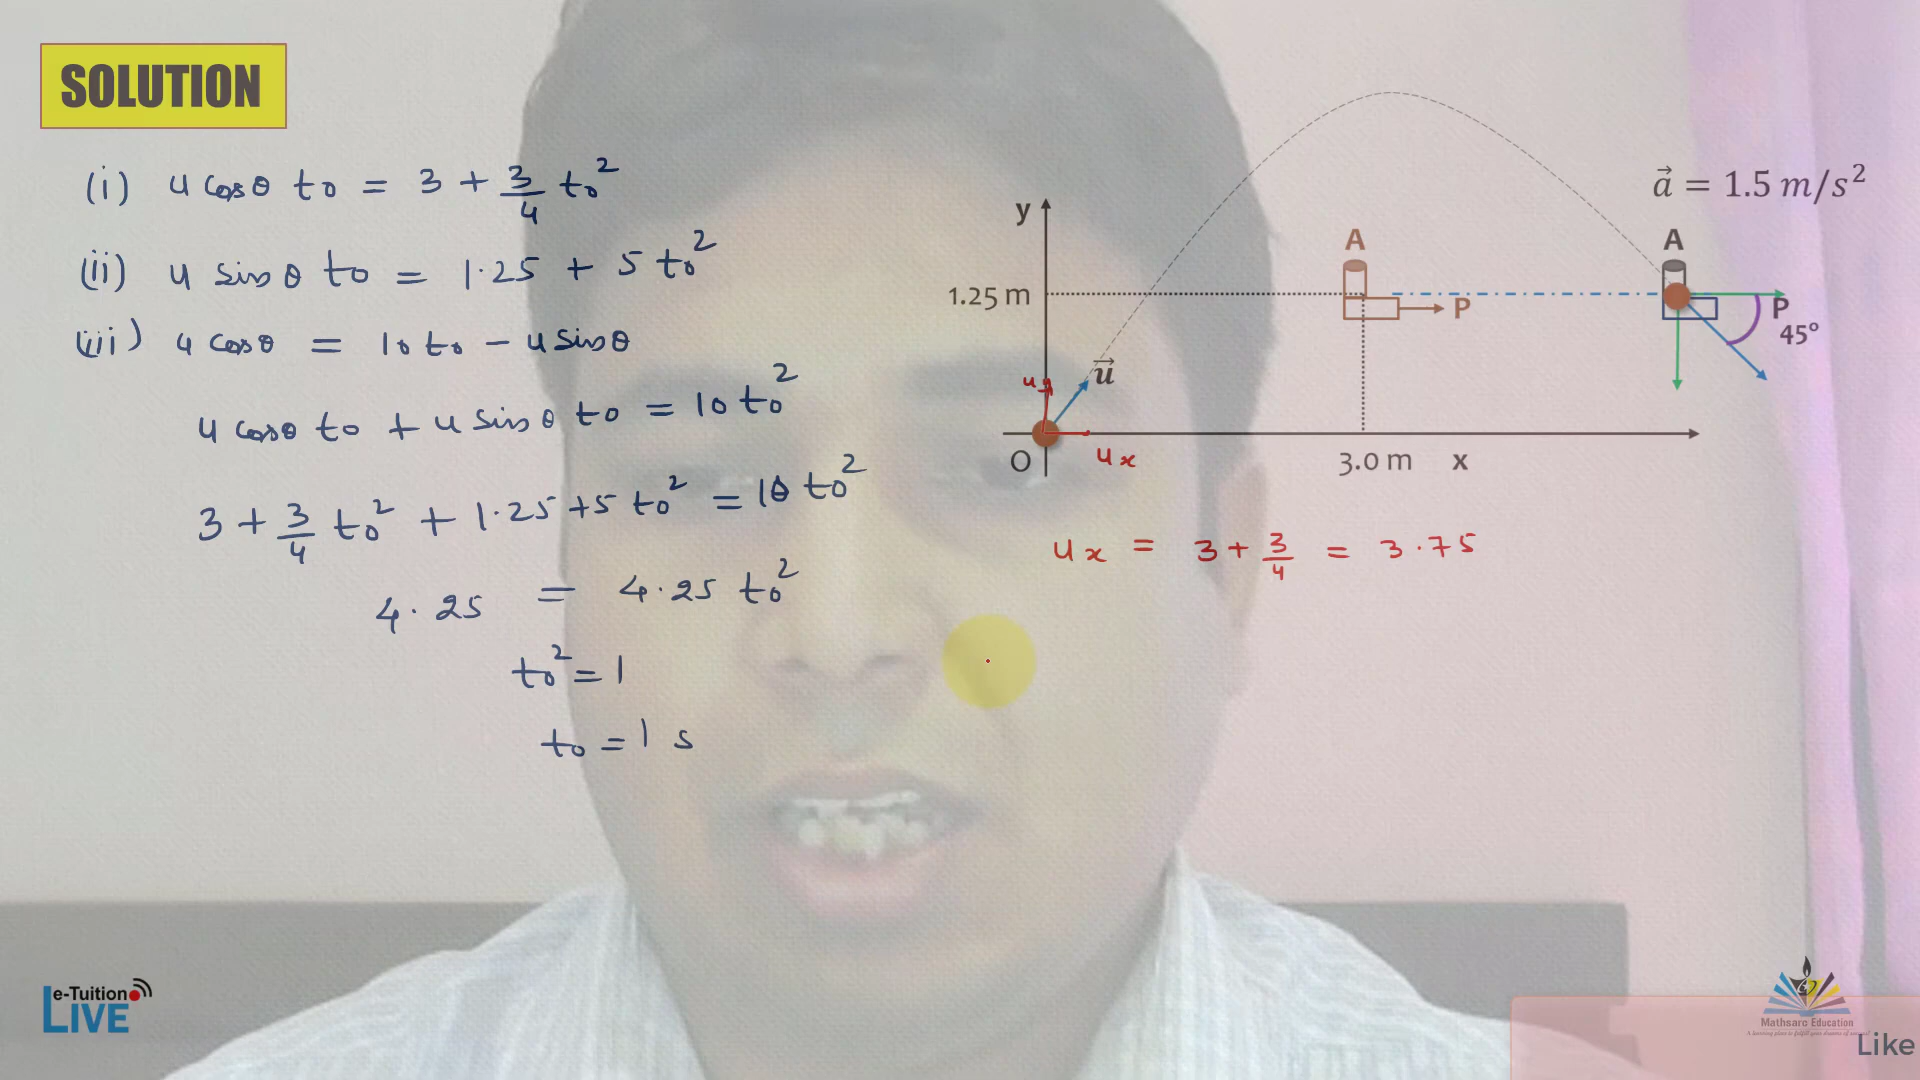 SOLUTION
(i) u cosθ t₀ = 3 + 3/4 t₀²
(ii) u sinθ t₀ = 1.25 + 5 t₀²
(iii) u cosθ = 10 t₀ - u sinθ
u cosθ t₀ + u sinθ t₀ = 10 t₀²
3 + 3/4 t₀² + 1.25 + 5 t₀² = 10 t₀²
4.25 = 4.25 t₀²
t₀² = 1
t₀ = 1 s
a⃗ = 1.5 m/s²
y
A
A
1.25 m
P
P
45°
uy
u⃗
O
ux
3.0 m
x
ux = 3 + 3/4 = 3.75
e-Tuition
LIVE
Mathsarc Education
Like